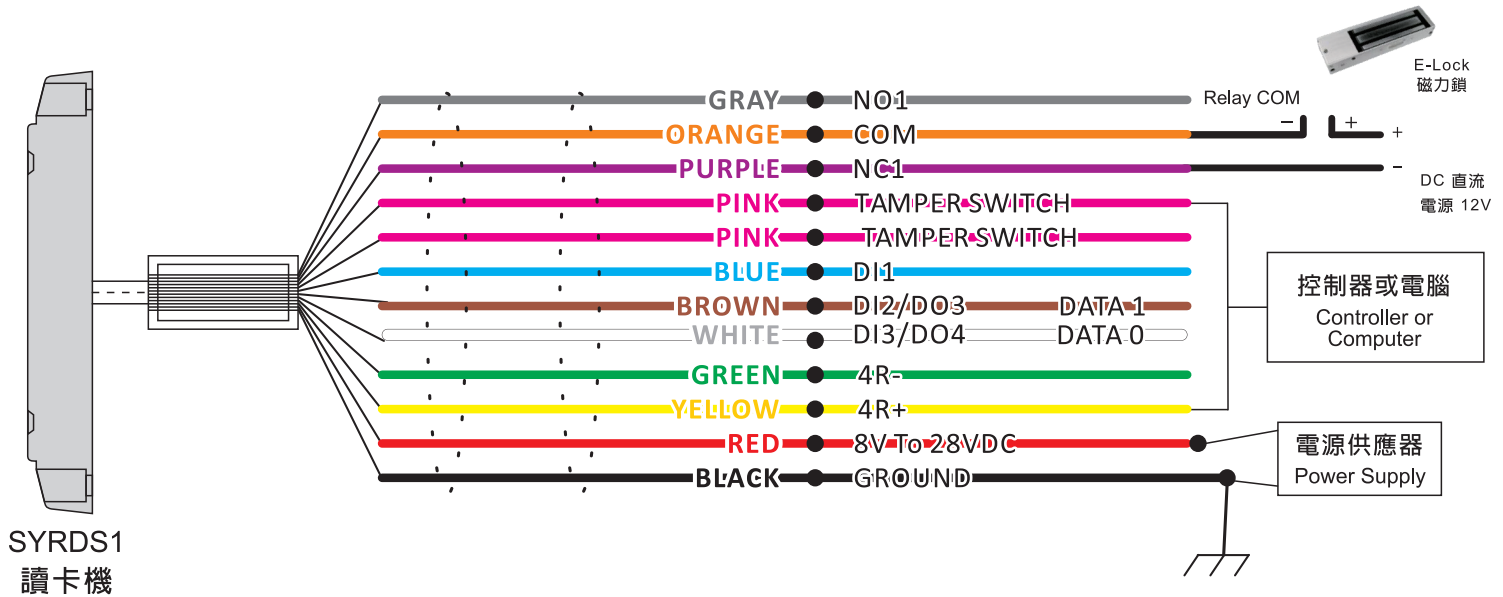 E-Lock
磁力鎖
GRAY NO1 Relay COM
ORANGE COM - + +
PURPLE NC1 -
DC 直流
電源 12V
PINK TAMPER SWITCH
PINK TAMPER SWITCH
BLUE DI1
BROWN DI2/DO3 DATA 1
WHITE DI3/DO4 DATA 0
GREEN 4R-
YELLOW 4R+
RED 8V To 28VDC
BLACK GROUND
控制器或電腦
Controller or
Computer
電源供應器
Power Supply
SYRDS1
讀卡機